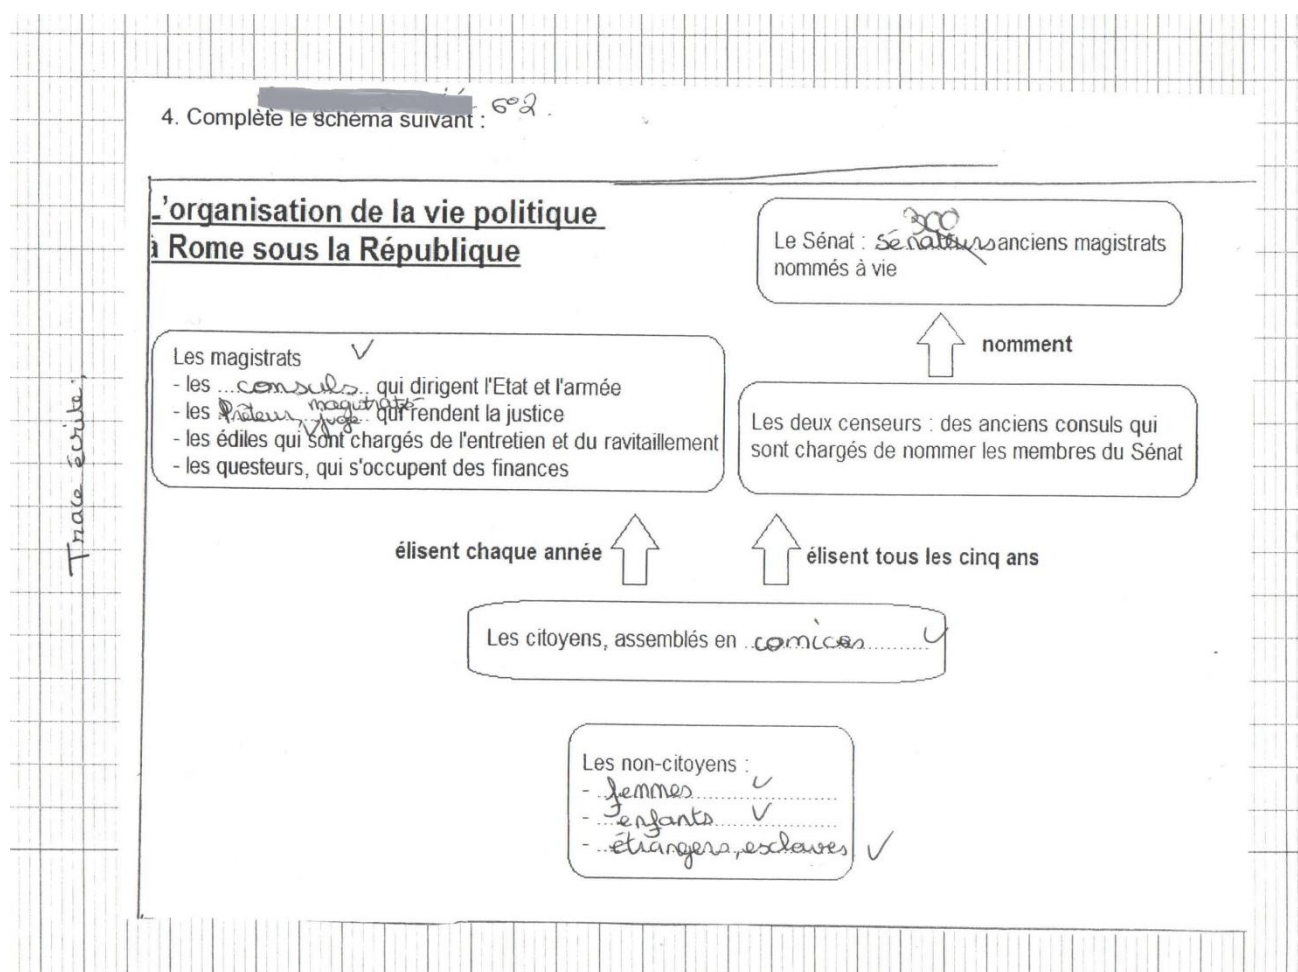 6°2.
4. Complète le schéma suivant :
L'organisation de la vie politique
à Rome sous la République
300
Le Sénat : sénateurs anciens magistrats
nommés à vie
nomment
Les magistrats
- les consuls qui dirigent l'Etat et l'armée
magistrats
- les Préteur, juge qui rendent la justice
- les édiles qui sont chargés de l'entretien et du ravitaillement
- les questeurs, qui s'occupent des finances
Les deux censeurs : des anciens consuls qui
sont chargés de nommer les membres du Sénat
élisent chaque année
élisent tous les cinq ans
Les citoyens, assemblés en comices
Les non-citoyens :
- femmes
- enfants
- étrangers, esclaves
Trace écrite;